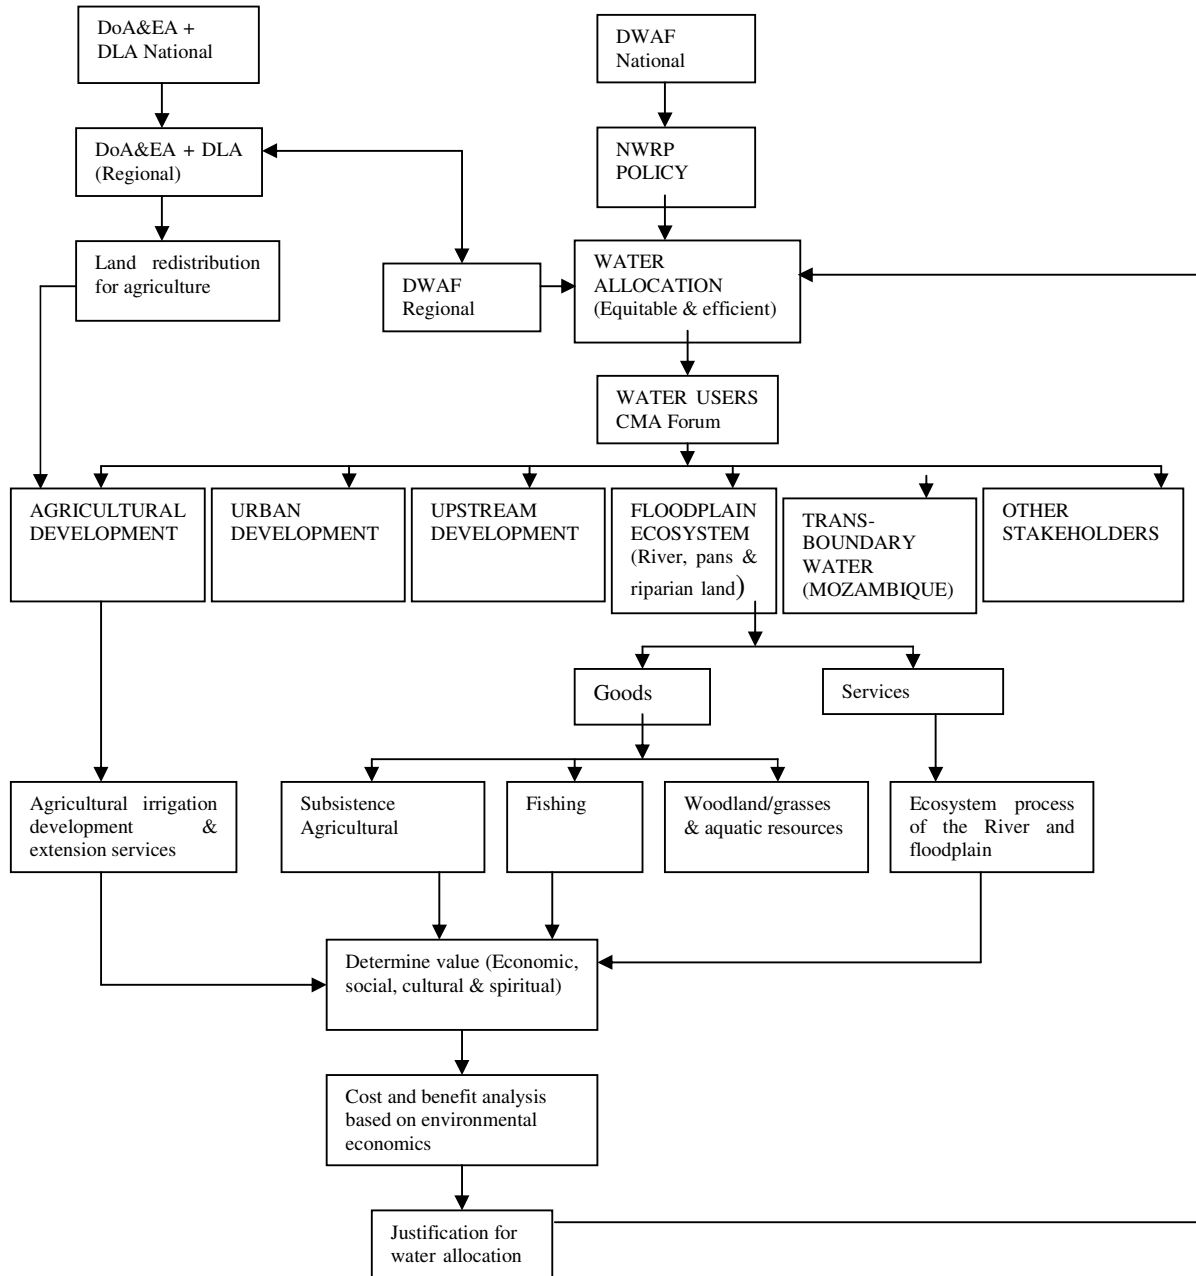 DoA&EA +
DLA National
DWAF
National
DoA&EA + DLA
(Regional)
NWRP
POLICY
Land redistribution
for agriculture
DWAF
Regional
WATER
ALLOCATION
(Equitable & efficient)
WATER USERS
CMA Forum
AGRICULTURAL
DEVELOPMENT
URBAN
DEVELOPMENT
UPSTREAM
DEVELOPMENT
FLOODPLAIN
ECOSYSTEM
(River, pans &
riparian land)
TRANS-
BOUNDARY
WATER
(MOZAMBIQUE)
OTHER
STAKEHOLDERS
Goods
Services
Agricultural irrigation
development &
extension services
Subsistence
Agricultural
Fishing
Woodland/grasses
& aquatic resources
Ecosystem process
of the River and
floodplain
Determine value (Economic,
social, cultural & spiritual)
Cost and benefit analysis
based on environmental
economics
Justification for
water allocation